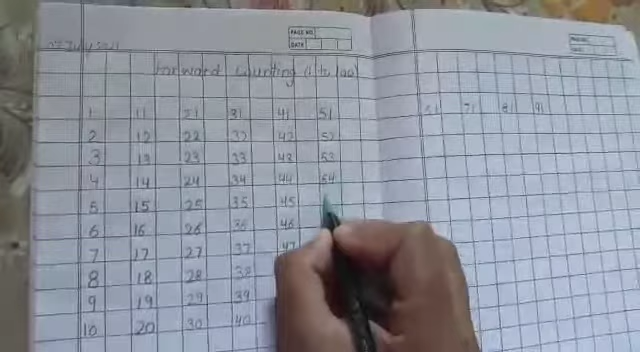 PAGE NO.
DATE
Forward Counting (1 to 100)
1 11 21 31 41 51 61 71 81 91
2 12 22 32 42 52
3 13 23 33 43 53
4 14 24 34 44 54
5 15 25 35 45
6 16 26 36 46
7 17 27 37 47
8 18 28 38
9 19 29 39
10 20 30 40